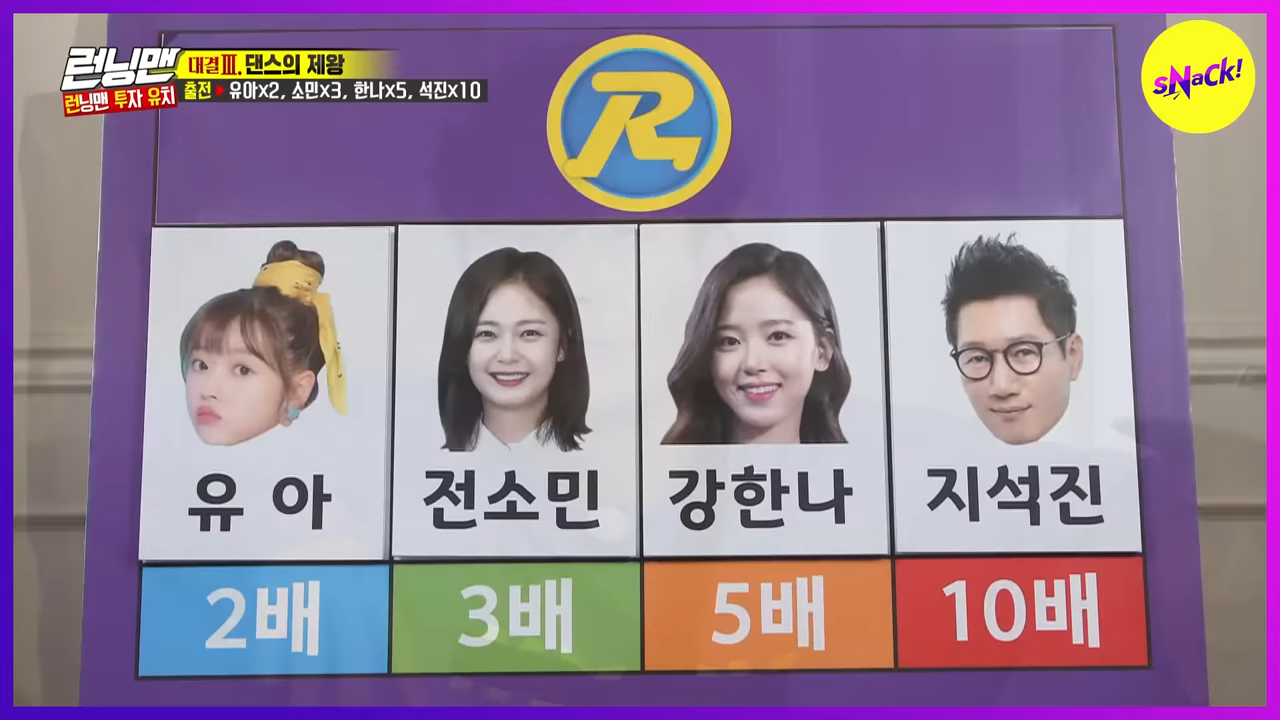 런닝맨
런닝맨 투자 유치
대결Ⅲ. 댄스의 제왕
출전 ▶ 유아x2, 소민x3, 한나x5, 석진x10
sNacK!
R
유 아
전소민
강한나
지석진
2배
3배
5배
10배